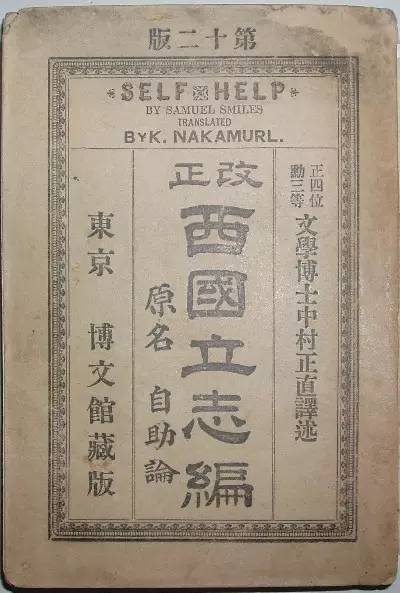 第十二版
SELF HELP
BY SAMUEL SMILES
TRANSLATED
BY K. NAKAMURL.
正四位
勳三等
文學博士中村正直譯述
改正
西國立志編
原名 自助論
東京 博文館藏版